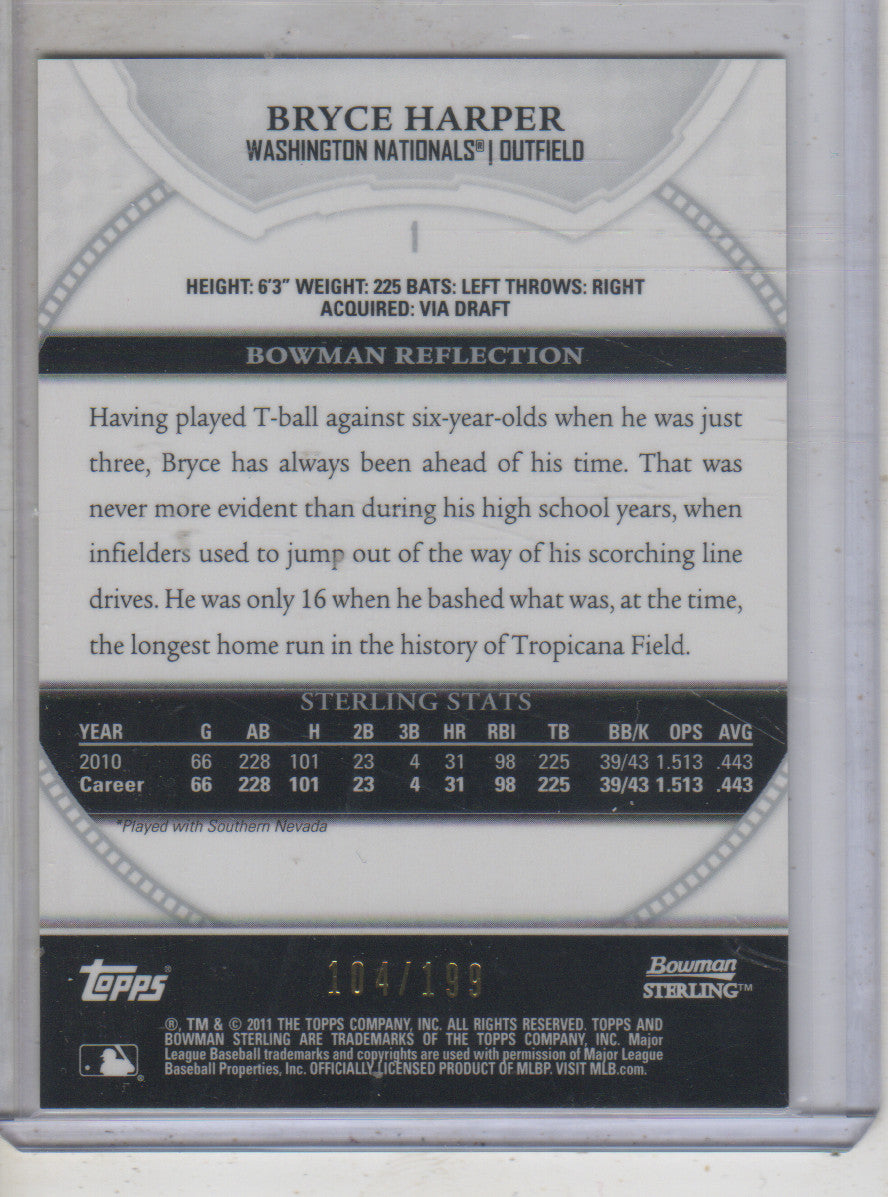 BRYCE HARPER
WASHINGTON NATIONALS® | OUTFIELD
1
HEIGHT: 6'3" WEIGHT: 225 BATS: LEFT THROWS: RIGHT
ACQUIRED: VIA DRAFT
BOWMAN REFLECTION
Having played T-ball against six-year-olds when he was just
three, Bryce has always been ahead of his time. That was
never more evident than during his high school years, when
infielders used to jump out of the way of his scorching line
drives. He was only 16 when he bashed what was, at the time,
the longest home run in the history of Tropicana Field.
STERLING STATS
YEAR G AB H 2B 3B HR RBI TB BB/K OPS AVG
2010 66 228 101 23 4 31 98 225 39/43 1.513 .443
Career 66 228 101 23 4 31 98 225 39/43 1.513 .443
*Played with Southern Nevada
104/199
Topps®
Bowman
STERLING™
®, TM & © 2011 THE TOPPS COMPANY, INC. ALL RIGHTS RESERVED. TOPPS AND
BOWMAN STERLING ARE TRADEMARKS OF THE TOPPS COMPANY, INC. Major
League Baseball trademarks and copyrights are used with permission of Major League
Baseball Properties, Inc. OFFICIALLY LICENSED PRODUCT OF MLBP. VISIT MLB.com.